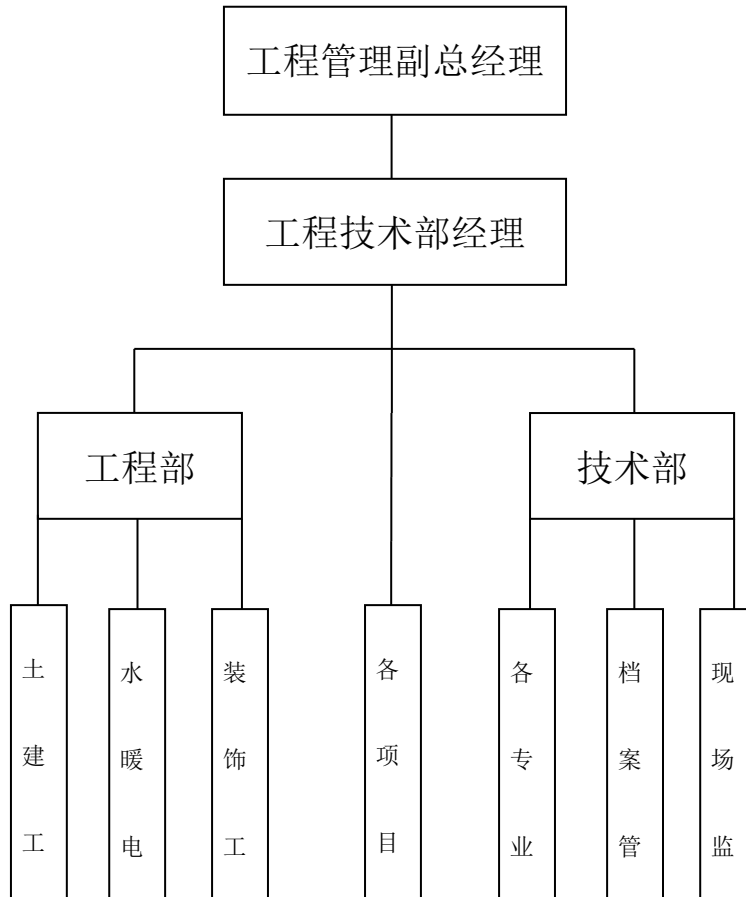 工程管理副总经理
工程技术部经理
工程部
技术部
土建工
水暖电
装饰工
各项目
各专业
档案管
现场监